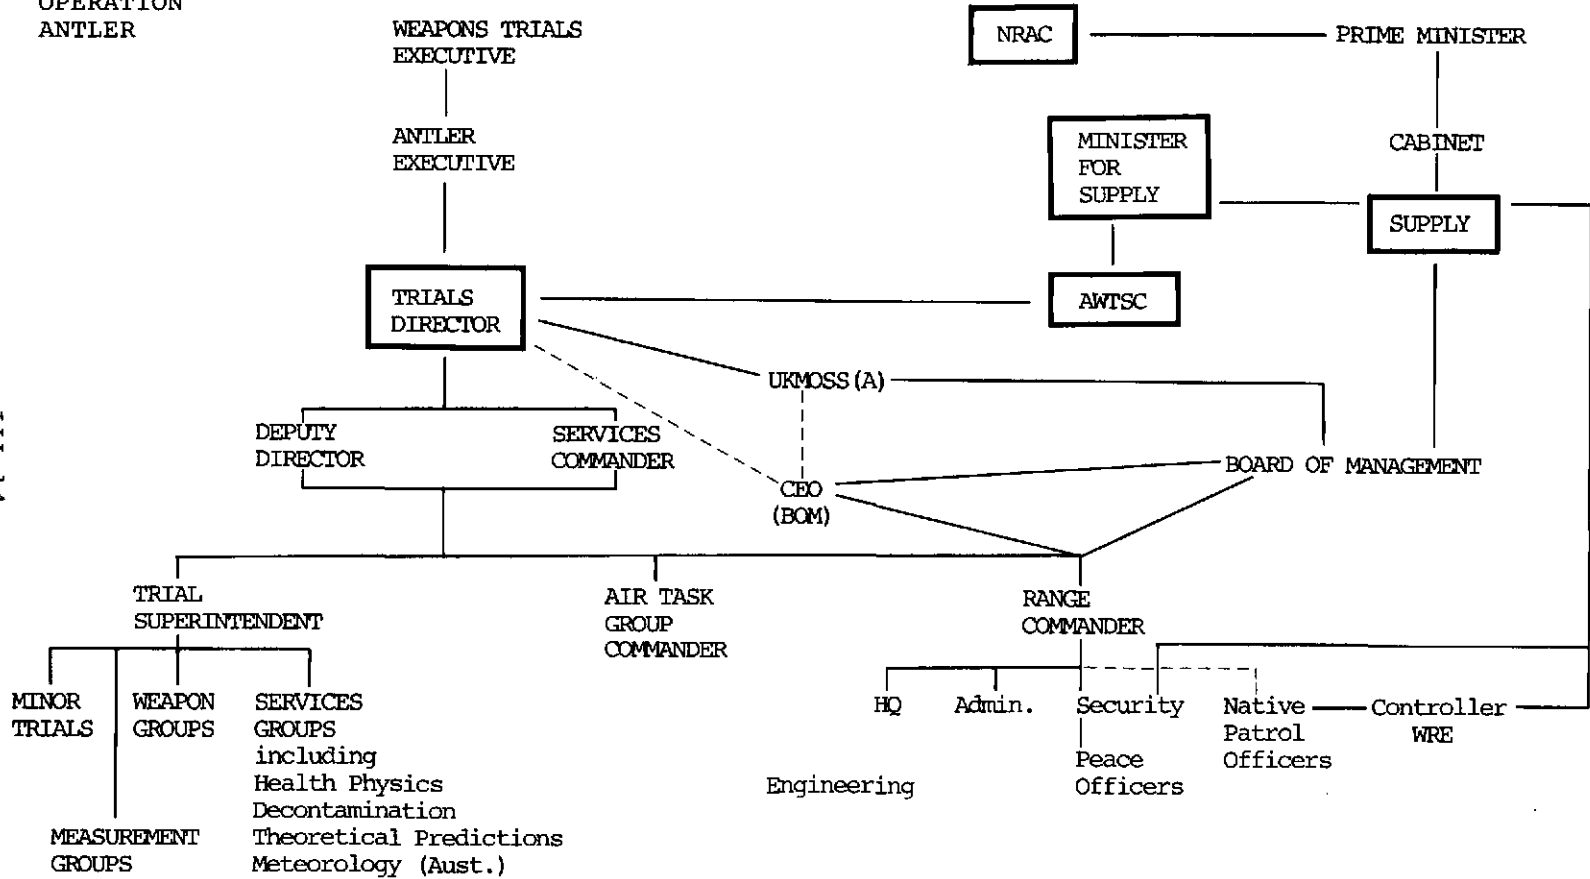 OPERATION
ANTLER
WEAPONS TRIALS
EXECUTIVE
NRAC
PRIME MINISTER
ANTLER
EXECUTIVE
MINISTER
FOR
SUPPLY
CABINET
SUPPLY
TRIALS
DIRECTOR
AWTSC
UKMOSS(A)
DEPUTY
DIRECTOR
SERVICES
COMMANDER
BOARD OF MANAGEMENT
CEO
(BOM)
TRIAL
SUPERINTENDENT
AIR TASK
GROUP
COMMANDER
RANGE
COMMANDER
MINOR
TRIALS
WEAPON
GROUPS
SERVICES
GROUPS
including
Health Physics
Decontamination
Theoretical Predictions
Meteorology (Aust.)
MEASUREMENT
GROUPS
HQ
Admin.
Security
Native
Patrol
Officers
Controller
WRE
Engineering
Peace
Officers